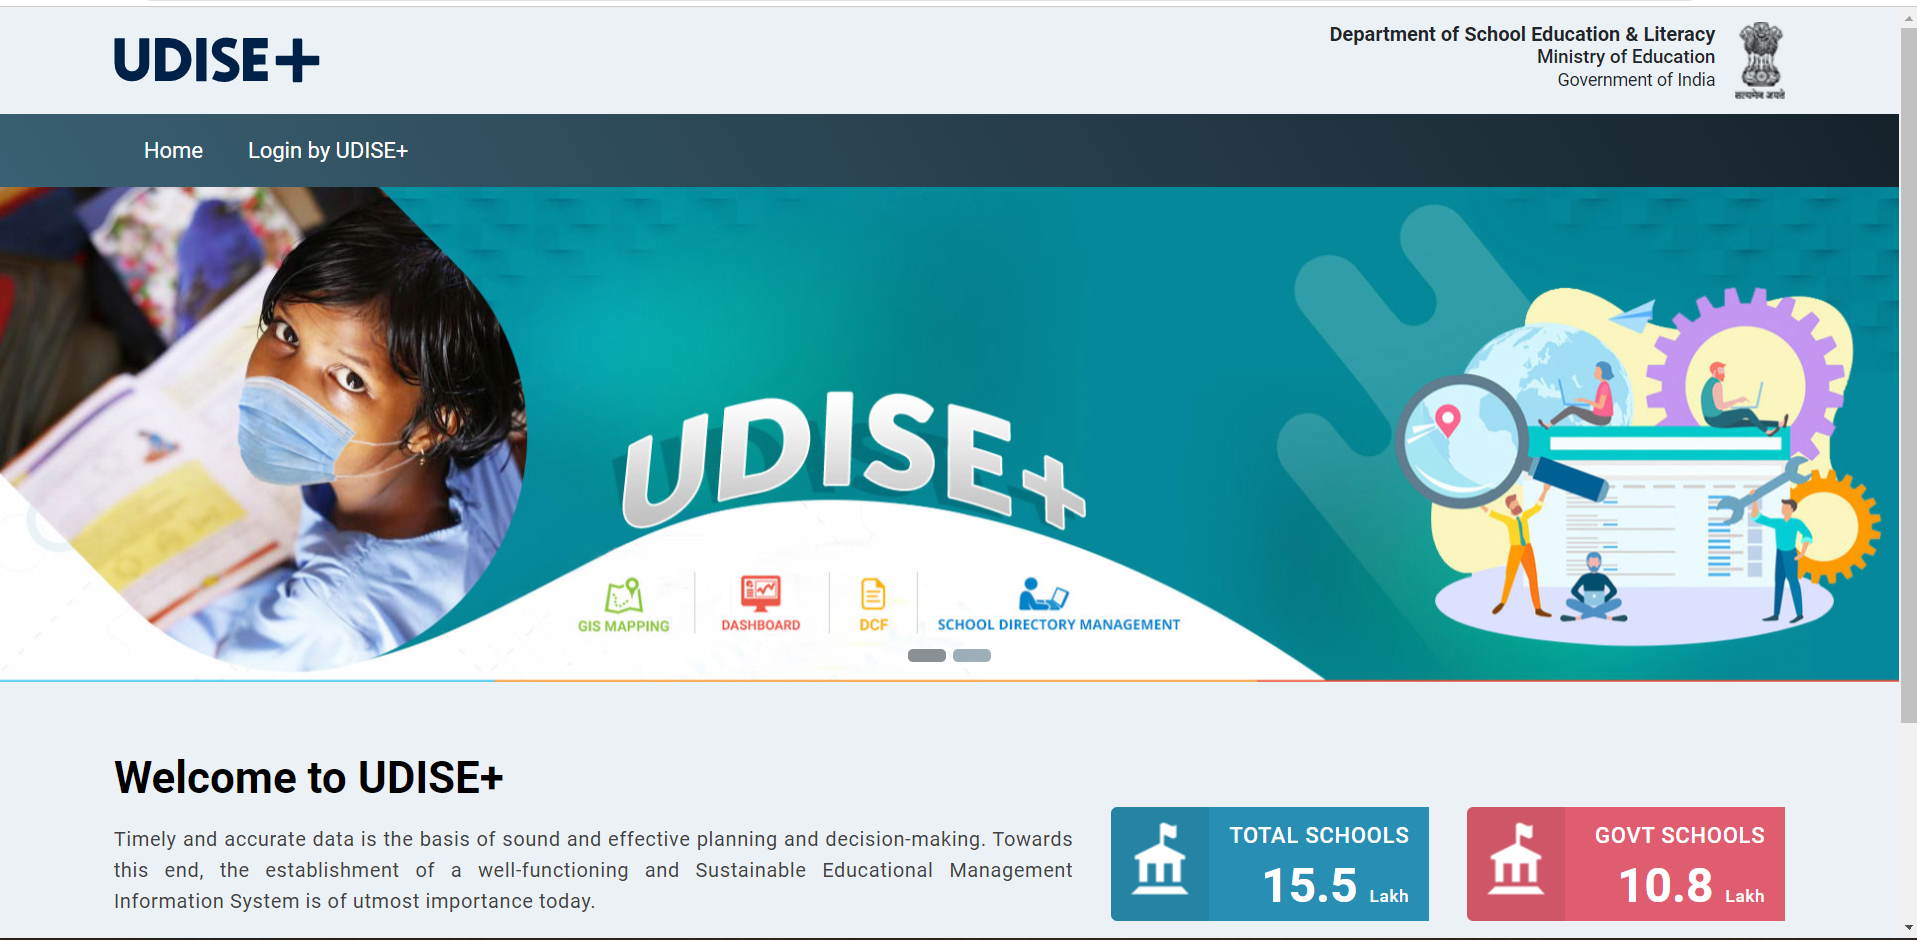 UDISE+
Department of School Education & Literacy
Ministry of Education
Government of India
सत्यमेव जयते
Home
Login by UDISE+
UDISE+
GIS MAPPING
DASHBOARD
DCF
SCHOOL DIRECTORY MANAGEMENT
Welcome to UDISE+
Timely and accurate data is the basis of sound and effective planning and decision-making. Towards
this end, the establishment of a well-functioning and Sustainable Educational Management
Information System is of utmost importance today.
TOTAL SCHOOLS
15.5 Lakh
GOVT SCHOOLS
10.8 Lakh